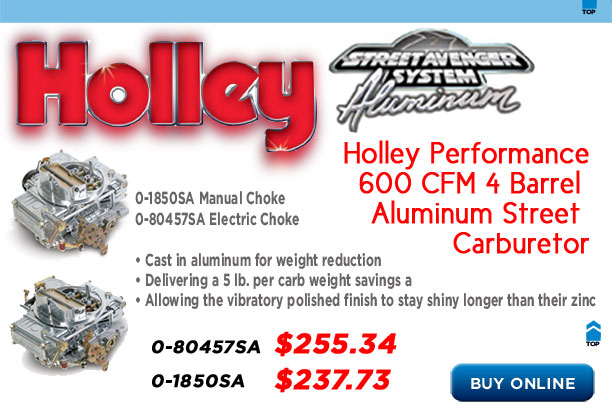 TOP
Holley
STREET AVENGER
SYSTEM
Aluminum
Holley Performance
600 CFM 4 Barrel
Aluminum Street
Carburetor
0-1850SA Manual Choke
0-80457SA Electric Choke
• Cast in aluminum for weight reduction
• Delivering a 5 lb. per carb weight savings a
• Allowing the vibratory polished finish to stay shiny longer than their zinc
0-80457SA $255.34
TOP
0-1850SA $237.73
BUY ONLINE